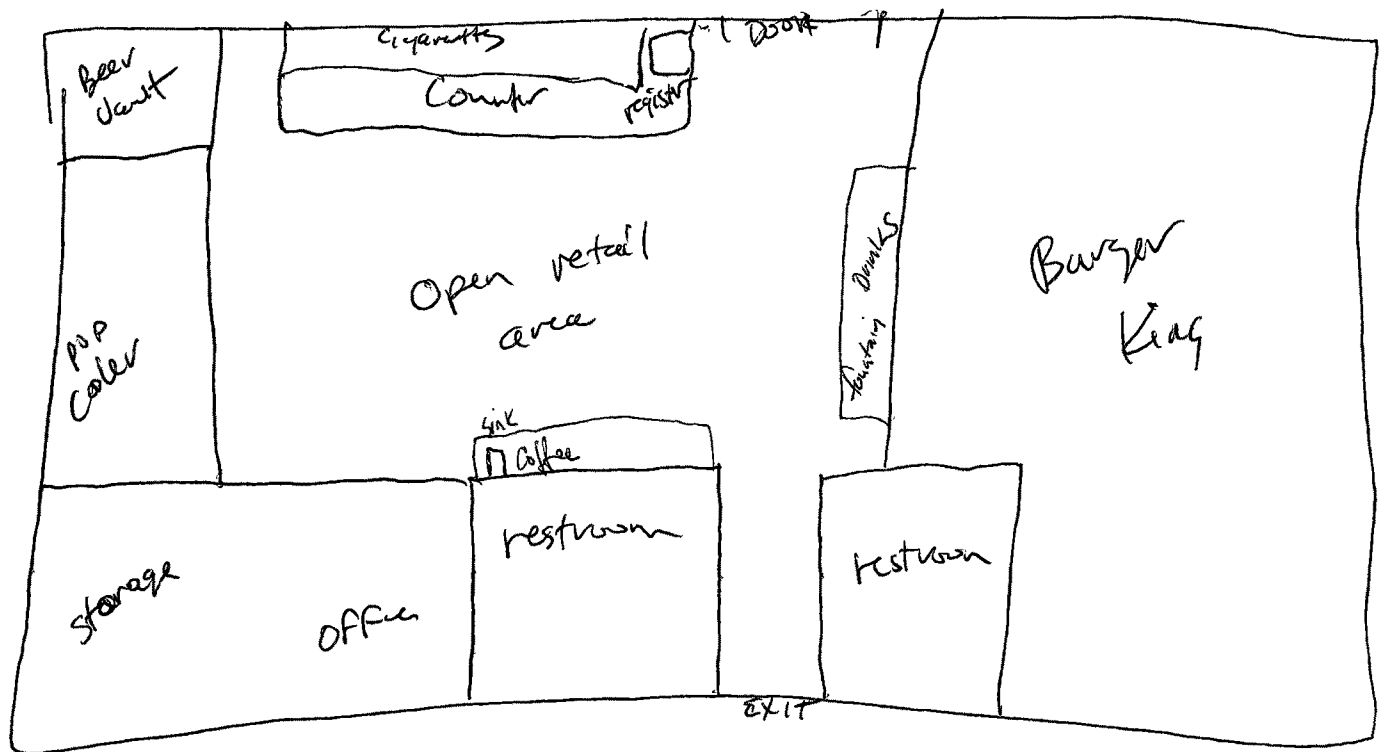 Cigarettes
DOOR
Beer
Vault
Counter
register
Open retail
area
fountain Drinks
Burger
King
pop
cooler
sink
Coffee
restroom
restroom
storage
office
EXIT